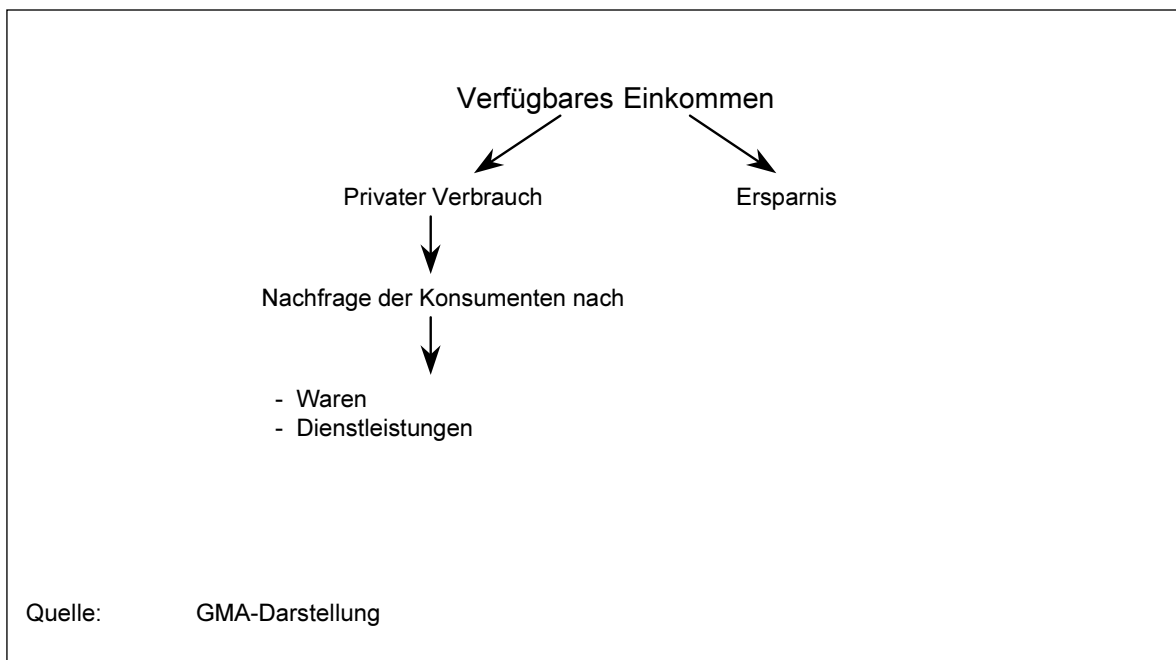 Verfügbares Einkommen
Privater Verbrauch Ersparnis
Nachfrage der Konsumenten nach
- Waren
- Dienstleistungen
Quelle: GMA-Darstellung